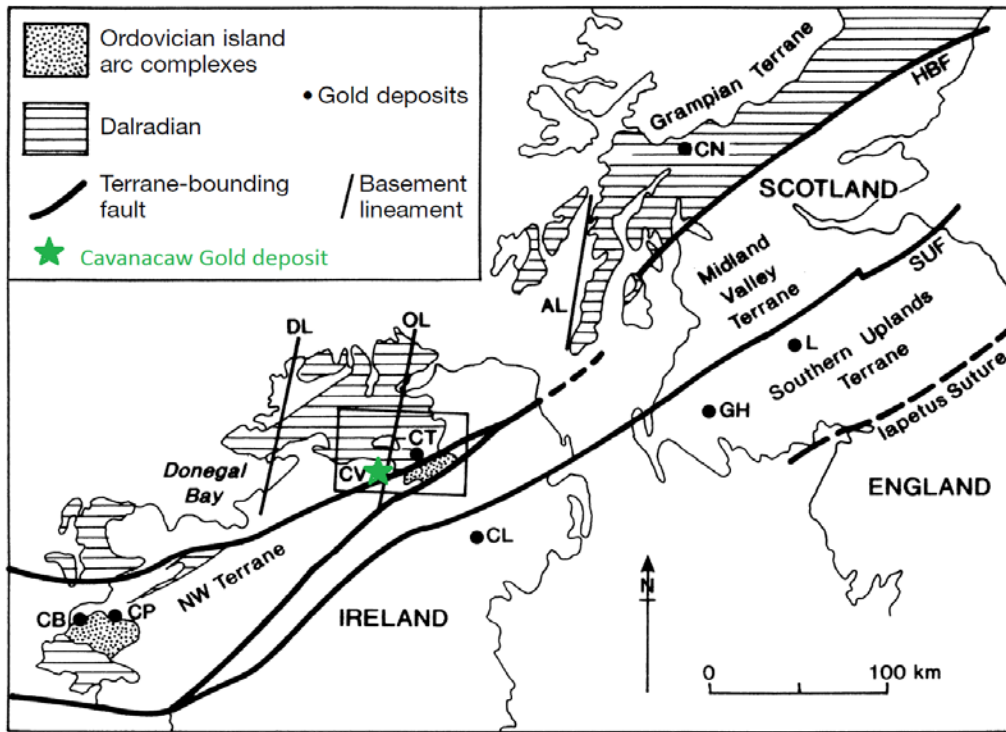 Ordovician island
arc complexes
• Gold deposits
Dalradian
Terrane-bounding
fault
Basement
lineament
Cavanacaw Gold deposit
Grampian Terrane
HBF
CN
SCOTLAND
Midland
Valley
Terrane
SUF
AL
L
Southern Uplands
Terrane
Iapetus Suture
GH
DL
OL
CT
CV
Donegal
Bay
ENGLAND
CL
NW Terrane
CB
CP
IRELAND
N
0
100 km